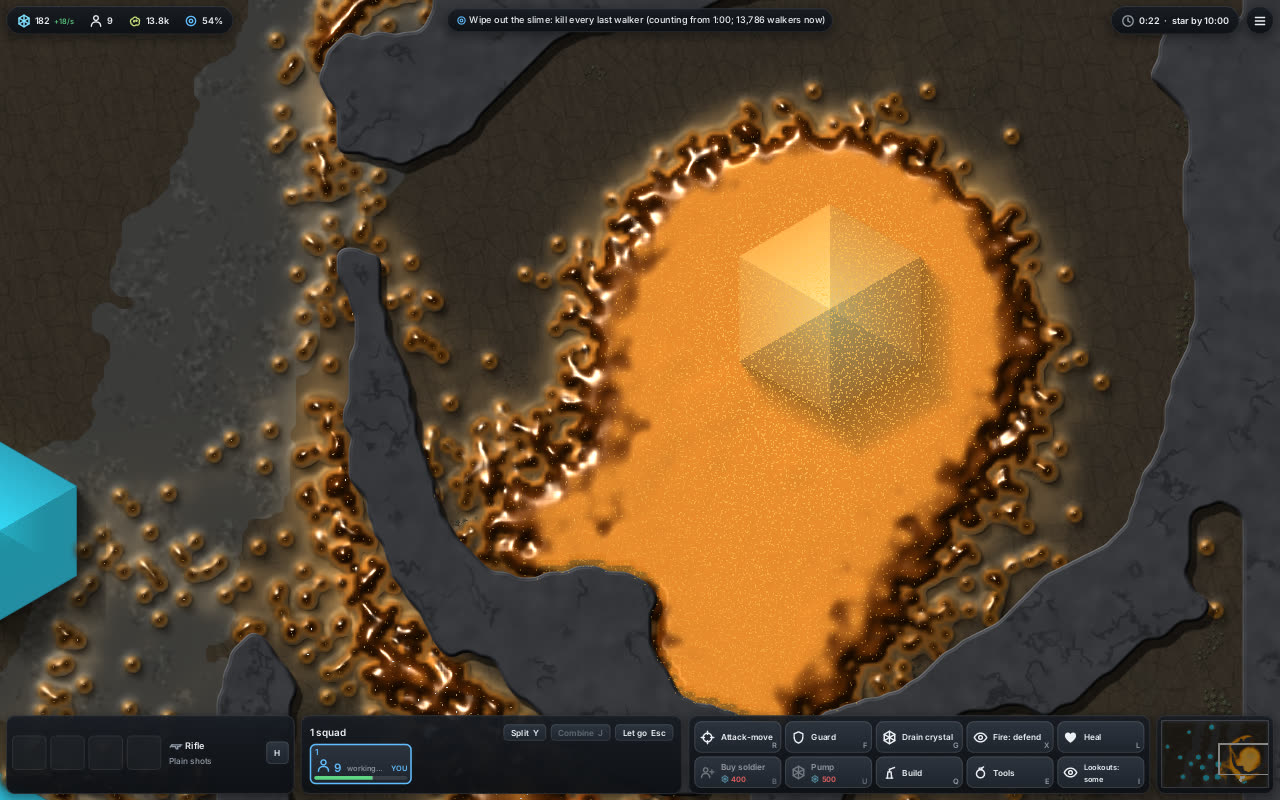 182 +18/s 9 13.8k 54%
Wipe out the slime: kill every last walker (counting from 1:00; 13,786 walkers now)
0:22 · star by 10:00
Rifle
Plain shots
H
1 squad
Split Y
Combine J
Let go Esc
1
9 working... YOU
Attack-move R
Guard F
Drain crystal G
Fire: defend X
Heal L
Buy soldier
400 B
Pump
500 U
Build Q
Tools E
Lookouts:
some I